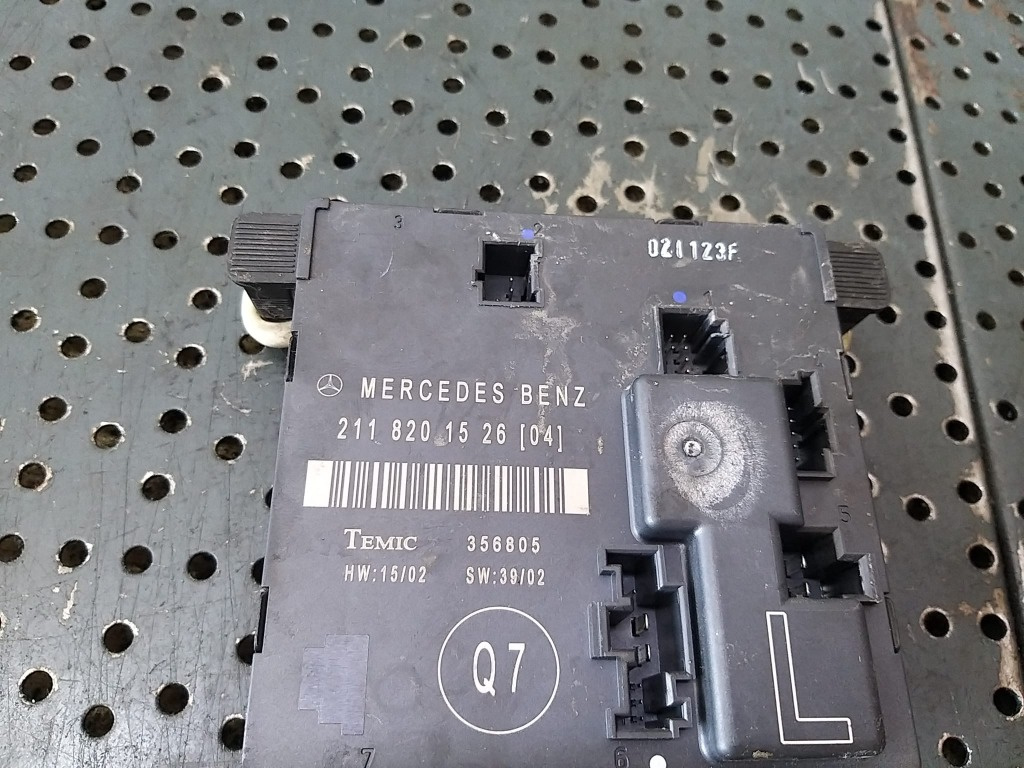 3
2
021123F
MERCEDES BENZ
211 820 15 26 [04]
TEMIC 356805
HW:15/02 SW:39/02
5
Q7
L
7
6